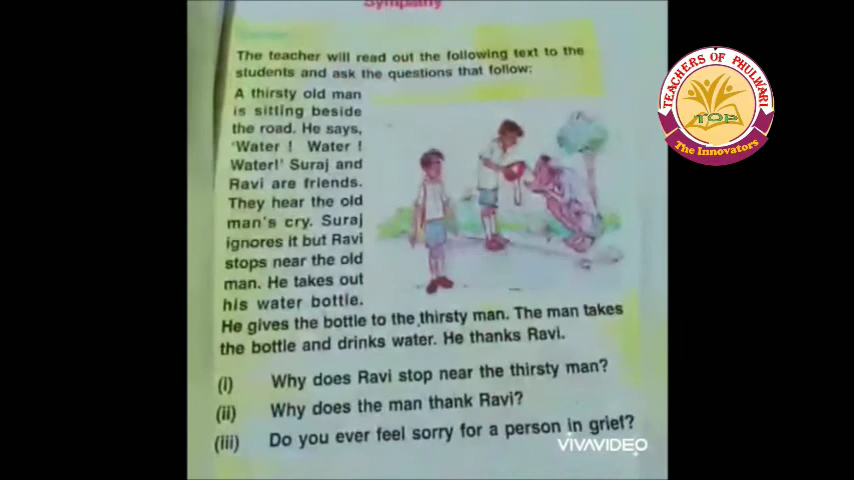 Sympathy
The teacher will read out the following text to the
students and ask the questions that follow:
A thirsty old man
is sitting beside
the road. He says,
'Water ! Water !
Water!' Suraj and
Ravi are friends.
They hear the old
man's cry. Suraj
ignores it but Ravi
stops near the old
man. He takes out
his water bottle.
He gives the bottle to the thirsty man. The man takes
the bottle and drinks water. He thanks Ravi.
(i) Why does Ravi stop near the thirsty man?
(ii) Why does the man thank Ravi?
(iii) Do you ever feel sorry for a person in grief?
VIVAVIDEO
TEACHERS OF PHULWARI
TOP
The Innovators